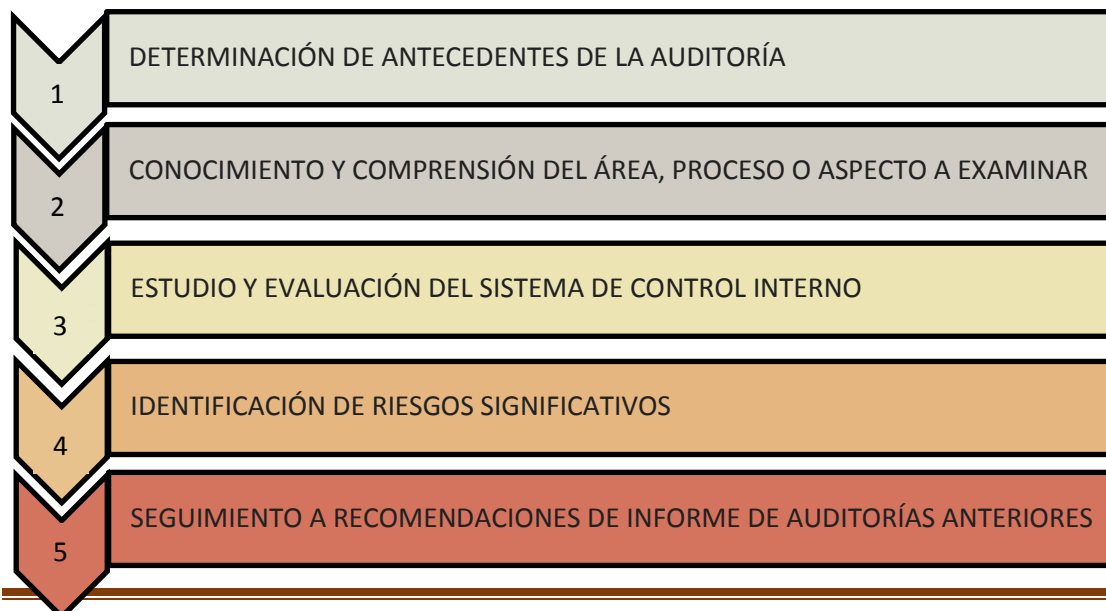 1 DETERMINACIÓN DE ANTECEDENTES DE LA AUDITORÍA
2 CONOCIMIENTO Y COMPRENSIÓN DEL ÁREA, PROCESO O ASPECTO A EXAMINAR
3 ESTUDIO Y EVALUACIÓN DEL SISTEMA DE CONTROL INTERNO
4 IDENTIFICACIÓN DE RIESGOS SIGNIFICATIVOS
5 SEGUIMIENTO A RECOMENDACIONES DE INFORME DE AUDITORÍAS ANTERIORES